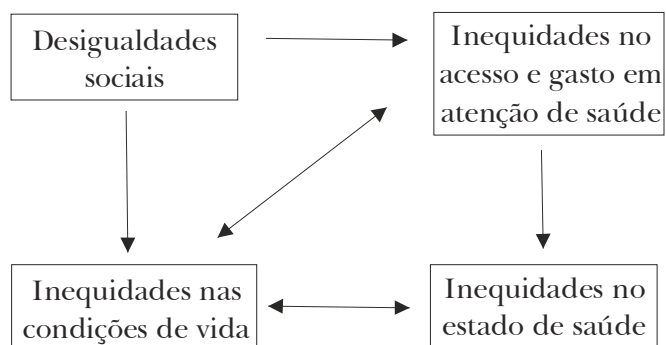 Desigualdades
sociais
Inequidades no
acesso e gasto em
atenção de saúde
Inequidades nas
condições de vida
Inequidades no
estado de saúde